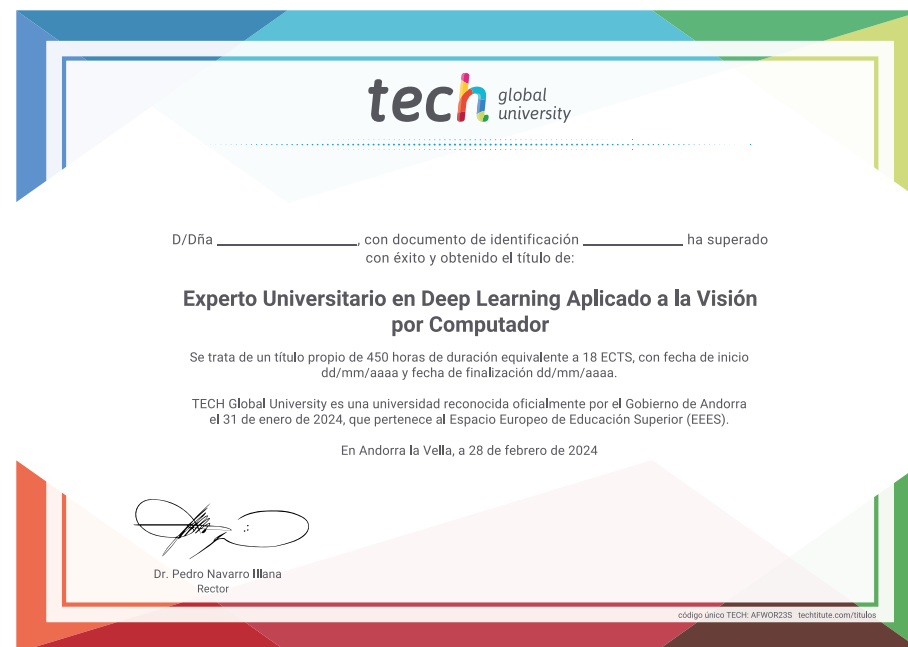 tech global university
D/Dña ____________________, con documento de identificación ______________ ha superado
con éxito y obtenido el título de:
Experto Universitario en Deep Learning Aplicado a la Visión
por Computador
Se trata de un título propio de 450 horas de duración equivalente a 18 ECTS, con fecha de inicio
dd/mm/aaaa y fecha de finalización dd/mm/aaaa.
TECH Global University es una universidad reconocida oficialmente por el Gobierno de Andorra
el 31 de enero de 2024, que pertenece al Espacio Europeo de Educación Superior (EEES).
En Andorra la Vella, a 28 de febrero de 2024
Dr. Pedro Navarro Illana
Rector
código único TECH: AFWOR23S techtitute.com/titulos